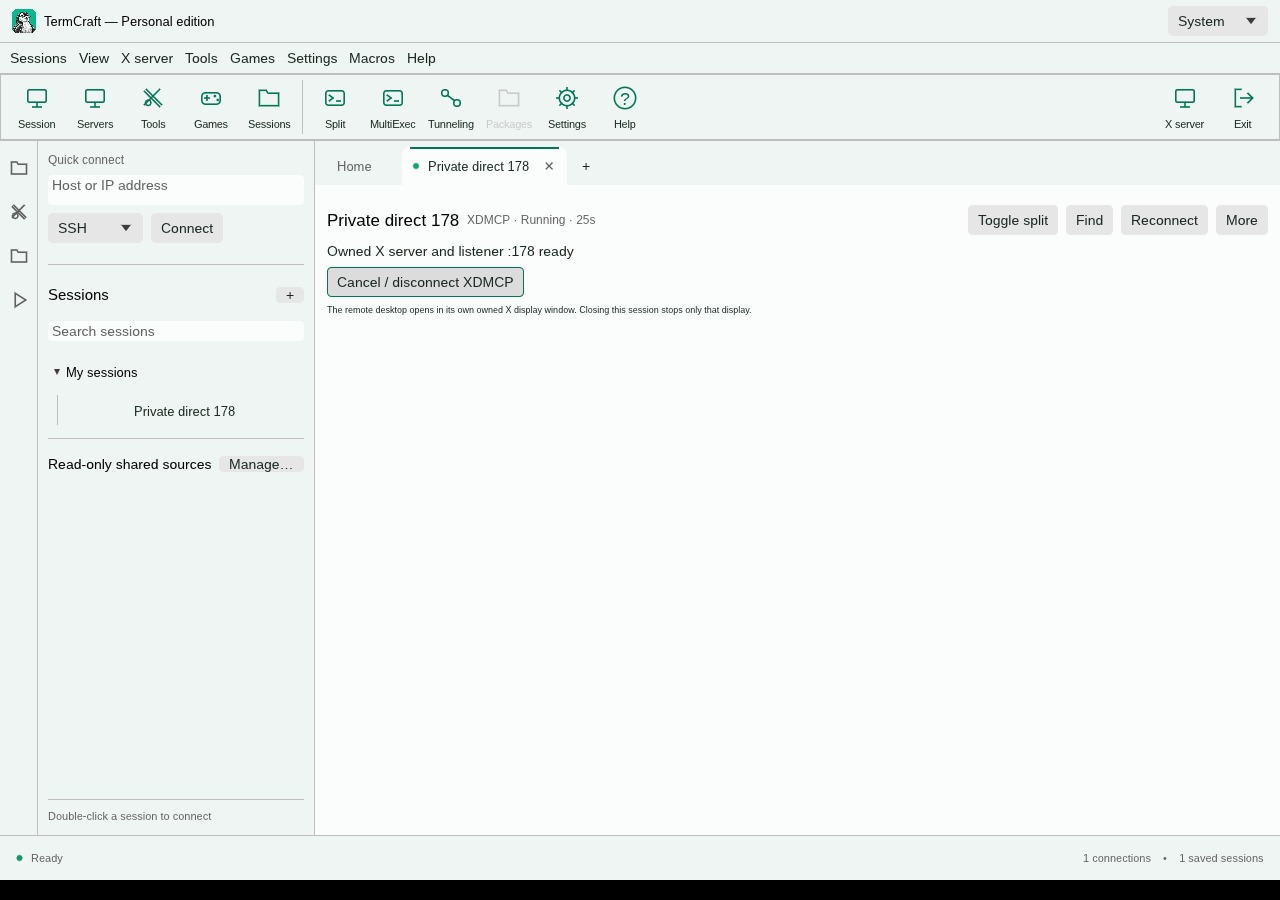 TermCraft — Personal edition
System
Sessions View X server Tools Games Settings Macros Help
Session Servers Tools Games Sessions Split MultiExec Tunneling Packages Settings Help X server Exit
Quick connect
Host or IP address
SSH Connect
Sessions +
Search sessions
My sessions
Private direct 178
Read-only shared sources Manage…
Double-click a session to connect
Home Private direct 178 ✕ +
Private direct 178 XDMCP · Running · 25s
Toggle split Find Reconnect More
Owned X server and listener :178 ready
Cancel / disconnect XDMCP
The remote desktop opens in its own owned X display window. Closing this session stops only that display.
Ready
1 connections • 1 saved sessions